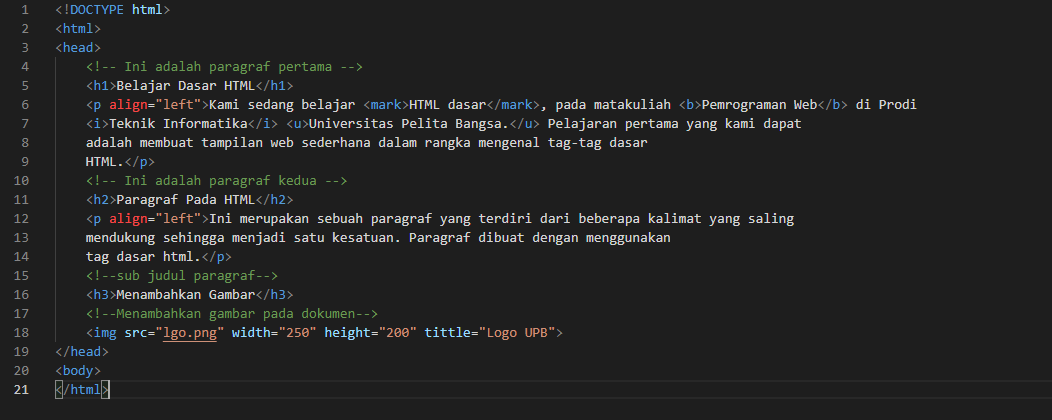 1 <!DOCTYPE html>
2 <html>
3 <head>
4 <!-- Ini adalah paragraf pertama -->
5 <h1>Belajar Dasar HTML</h1>
6 <p align="left">Kami sedang belajar <mark>HTML dasar</mark>, pada matakuliah <b>Pemrograman Web</b> di Prodi
7 <i>Teknik Informatika</i> <u>Universitas Pelita Bangsa.</u> Pelajaran pertama yang kami dapat
8 adalah membuat tampilan web sederhana dalam rangka mengenal tag-tag dasar
9 HTML.</p>
10 <!-- Ini adalah paragraf kedua -->
11 <h2>Paragraf Pada HTML</h2>
12 <p align="left">Ini merupakan sebuah paragraf yang terdiri dari beberapa kalimat yang saling
13 mendukung sehingga menjadi satu kesatuan. Paragraf dibuat dengan menggunakan
14 tag dasar html.</p>
15 <!--sub judul paragraf-->
16 <h3>Menambahkan Gambar</h3>
17 <!--Menambahkan gambar pada dokumen-->
18 <img src="lgo.png" width="250" height="200" tittle="Logo UPB">
19 </head>
20 <body>
21 </html>